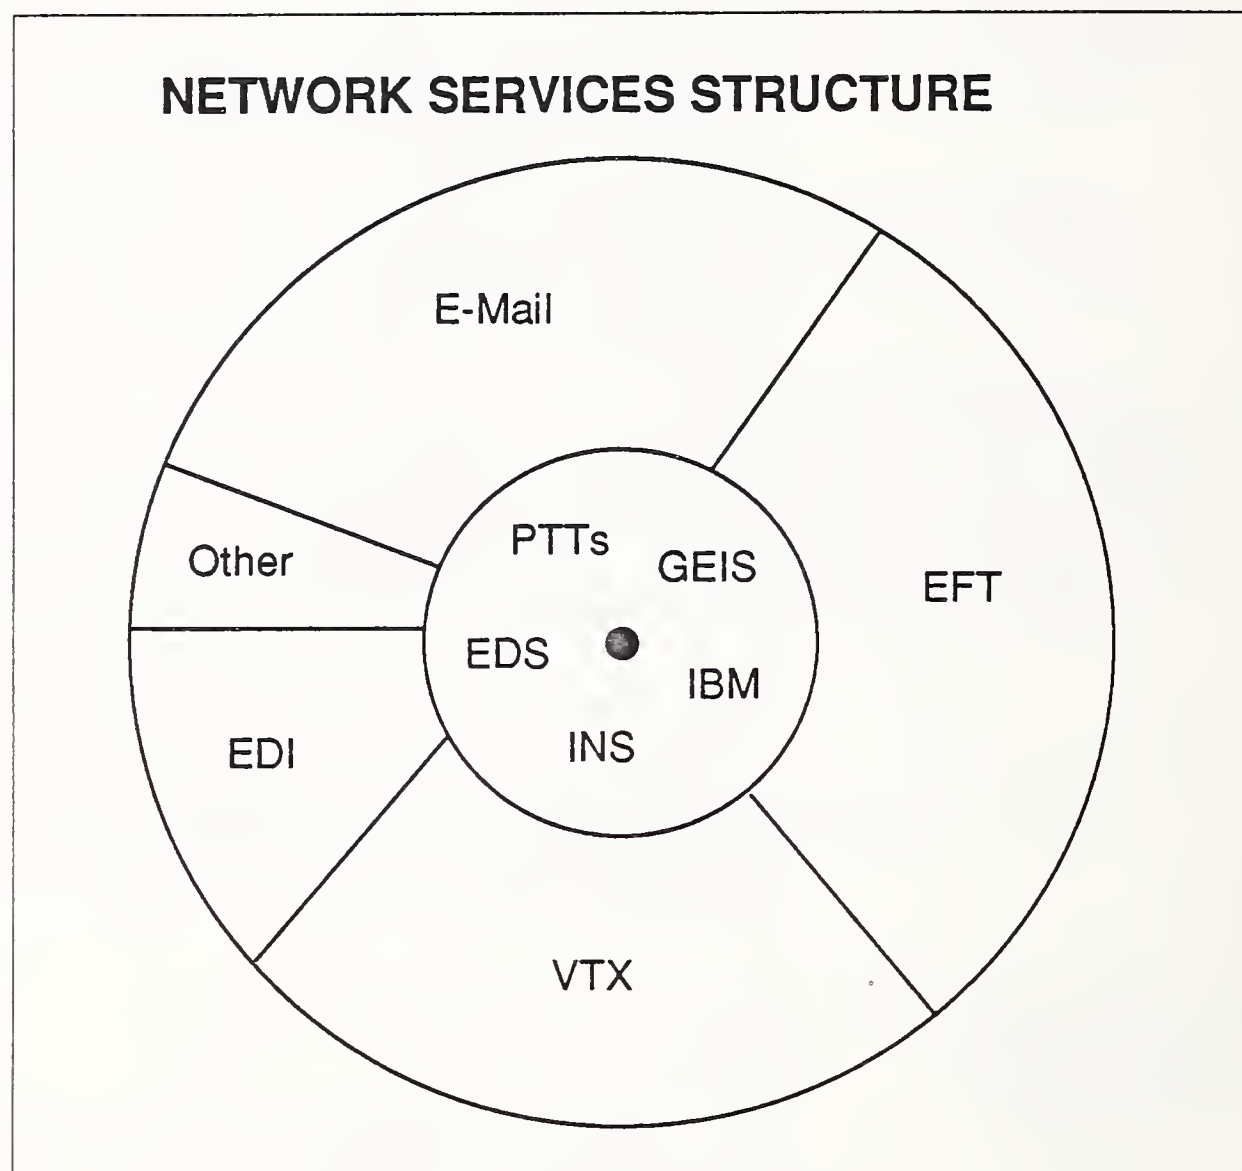 NETWORK SERVICES STRUCTURE
E-Mail
PTTs
GEIS
Other
EFT
EDS
IBM
INS
EDI
VTX